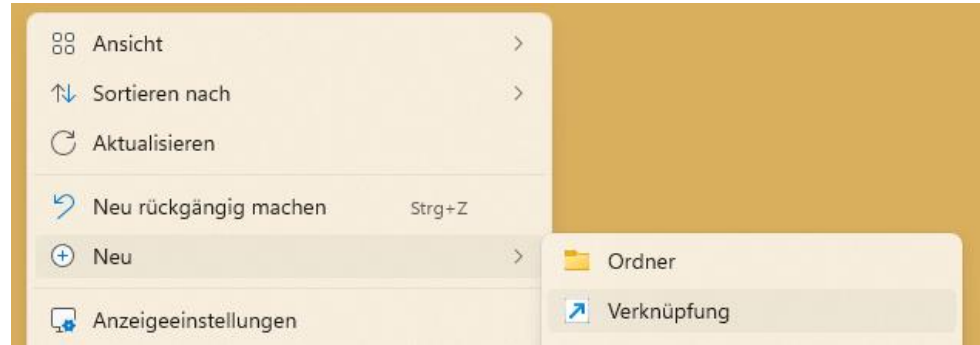 Ansicht
Sortieren nach
Aktualisieren
Neu rückgängig machen Strg+Z
Neu
Ordner
Verknüpfung
Anzeigeeinstellungen